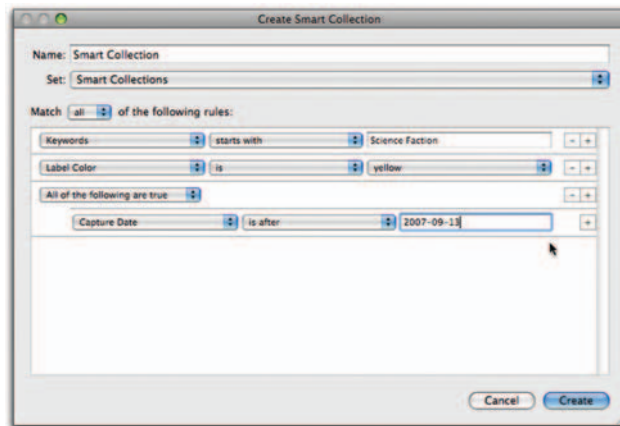 Create Smart Collection
Name: Smart Collection
Set: Smart Collections
Match all of the following rules:
Keywords starts with Science Faction - +
Label Color is yellow - +
All of the following are true - +
Capture Date is after 2007-09-13 +
Cancel Create